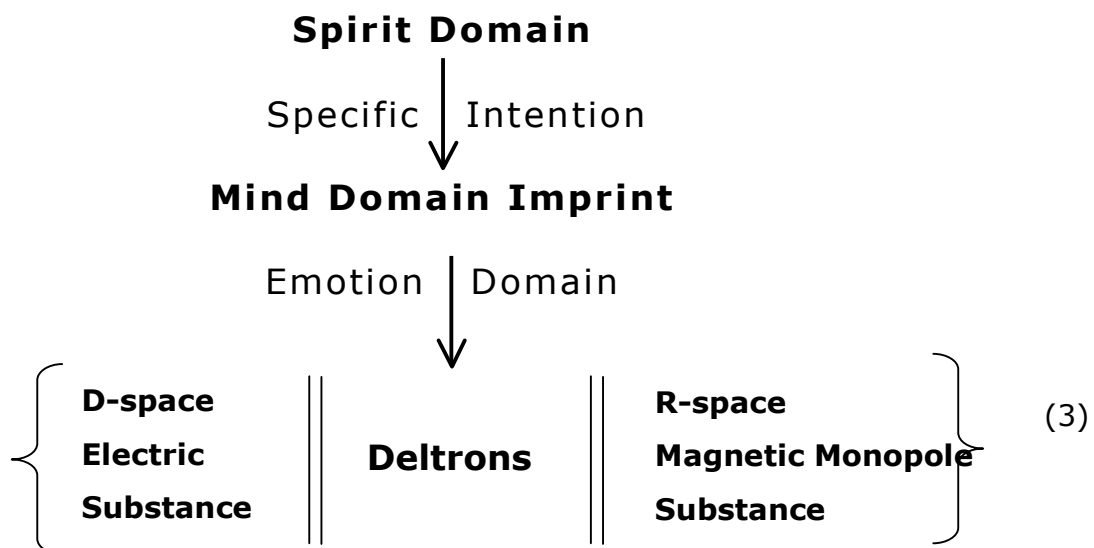 Spirit Domain
Specific Intention
Mind Domain Imprint
Emotion Domain
D-space
Electric
Substance
Deltrons
R-space
Magnetic Monopole
Substance
(3)